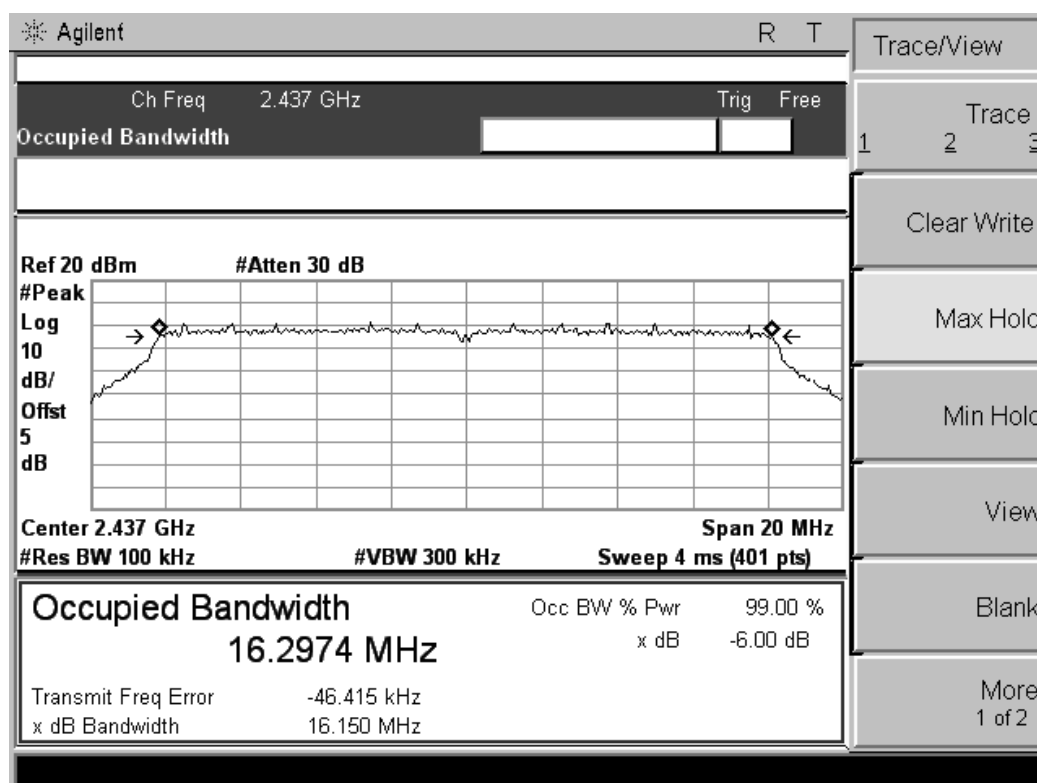 Agilent R T
Ch Freq 2.437 GHz Trig Free
Occupied Bandwidth
Ref 20 dBm #Atten 30 dB
#Peak
Log
10
dB/
Offst
5
dB
Center 2.437 GHz Span 20 MHz
#Res BW 100 kHz #VBW 300 kHz Sweep 4 ms (401 pts)
Occupied Bandwidth Occ BW % Pwr 99.00 %
16.2974 MHz x dB -6.00 dB
Transmit Freq Error -46.415 kHz
x dB Bandwidth 16.150 MHz
Trace/View
Trace
1 2 3
Clear Write
Max Hold
Min Hold
View
Blank
More
1 of 2